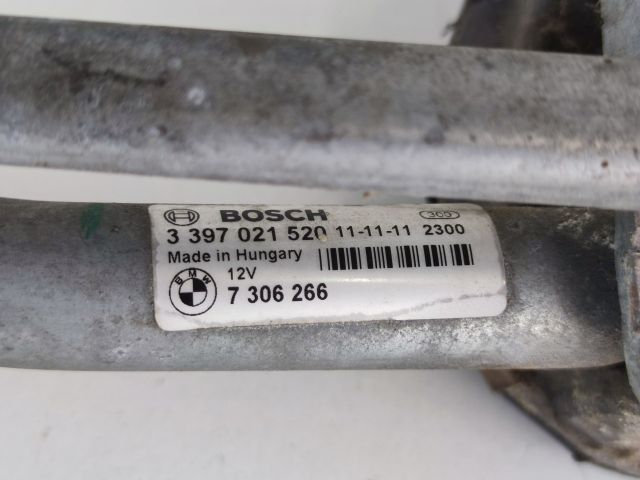 BOSCH 365
3 397 021 520 11-11-11 2300
Made in Hungary
12V
BMW 7 306 266